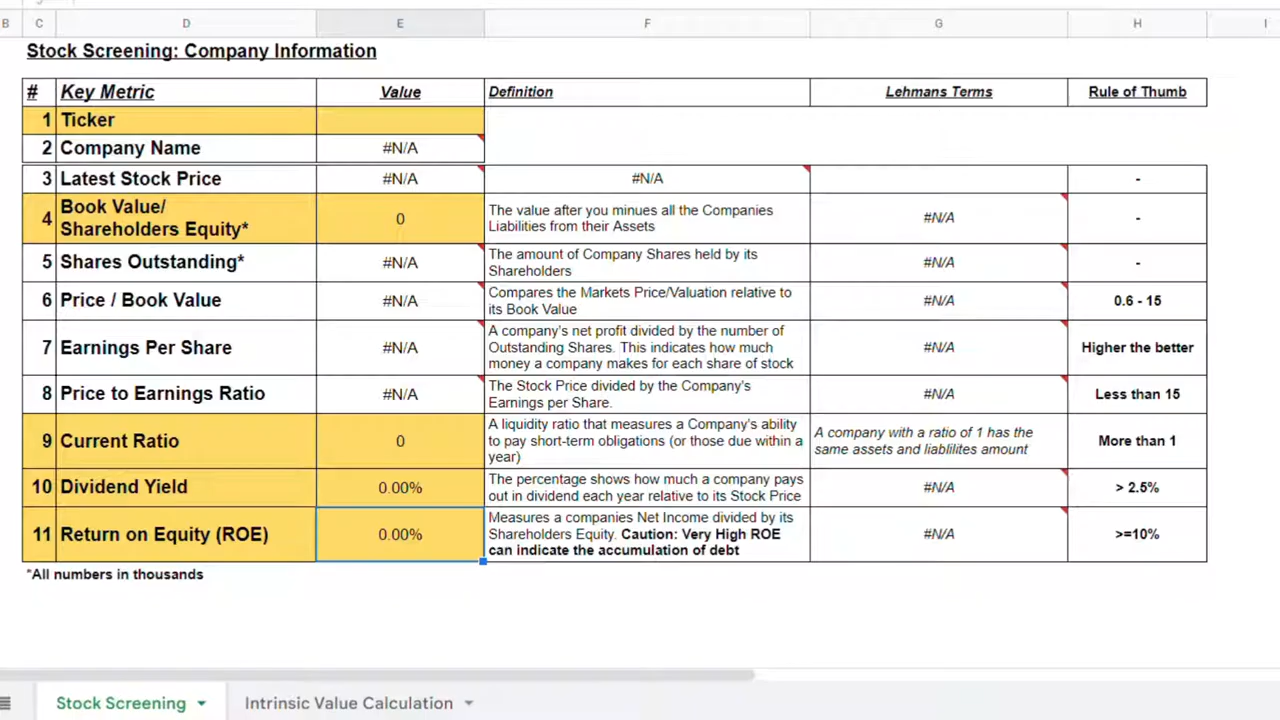 B C D E F G H I
Stock Screening: Company Information
# Key Metric Value Definition Lehmans Terms Rule of Thumb
1 Ticker
2 Company Name #N/A
3 Latest Stock Price #N/A #N/A -
4 Book Value/
Shareholders Equity* 0 The value after you minues all the Companies
Liabilities from their Assets #N/A -
5 Shares Outstanding* #N/A The amount of Company Shares held by its
Shareholders #N/A -
6 Price / Book Value #N/A Compares the Markets Price/Valuation relative to
its Book Value #N/A 0.6 - 15
7 Earnings Per Share #N/A A company's net profit divided by the number of
Outstanding Shares. This indicates how much
money a company makes for each share of stock #N/A Higher the better
8 Price to Earnings Ratio #N/A The Stock Price divided by the Company's
Earnings per Share. #N/A Less than 15
9 Current Ratio 0 A liquidity ratio that measures a Company's ability
to pay short-term obligations (or those due within a
year) A company with a ratio of 1 has the
same assets and liablilites amount More than 1
10 Dividend Yield 0.00% The percentage shows how much a company pays
out in dividend each year relative to its Stock Price #N/A > 2.5%
11 Return on Equity (ROE) 0.00% Measures a companies Net Income divided by its
Shareholders Equity. Caution: Very High ROE
can indicate the accumulation of debt #N/A >=10%
*All numbers in thousands
Stock Screening Intrinsic Value Calculation